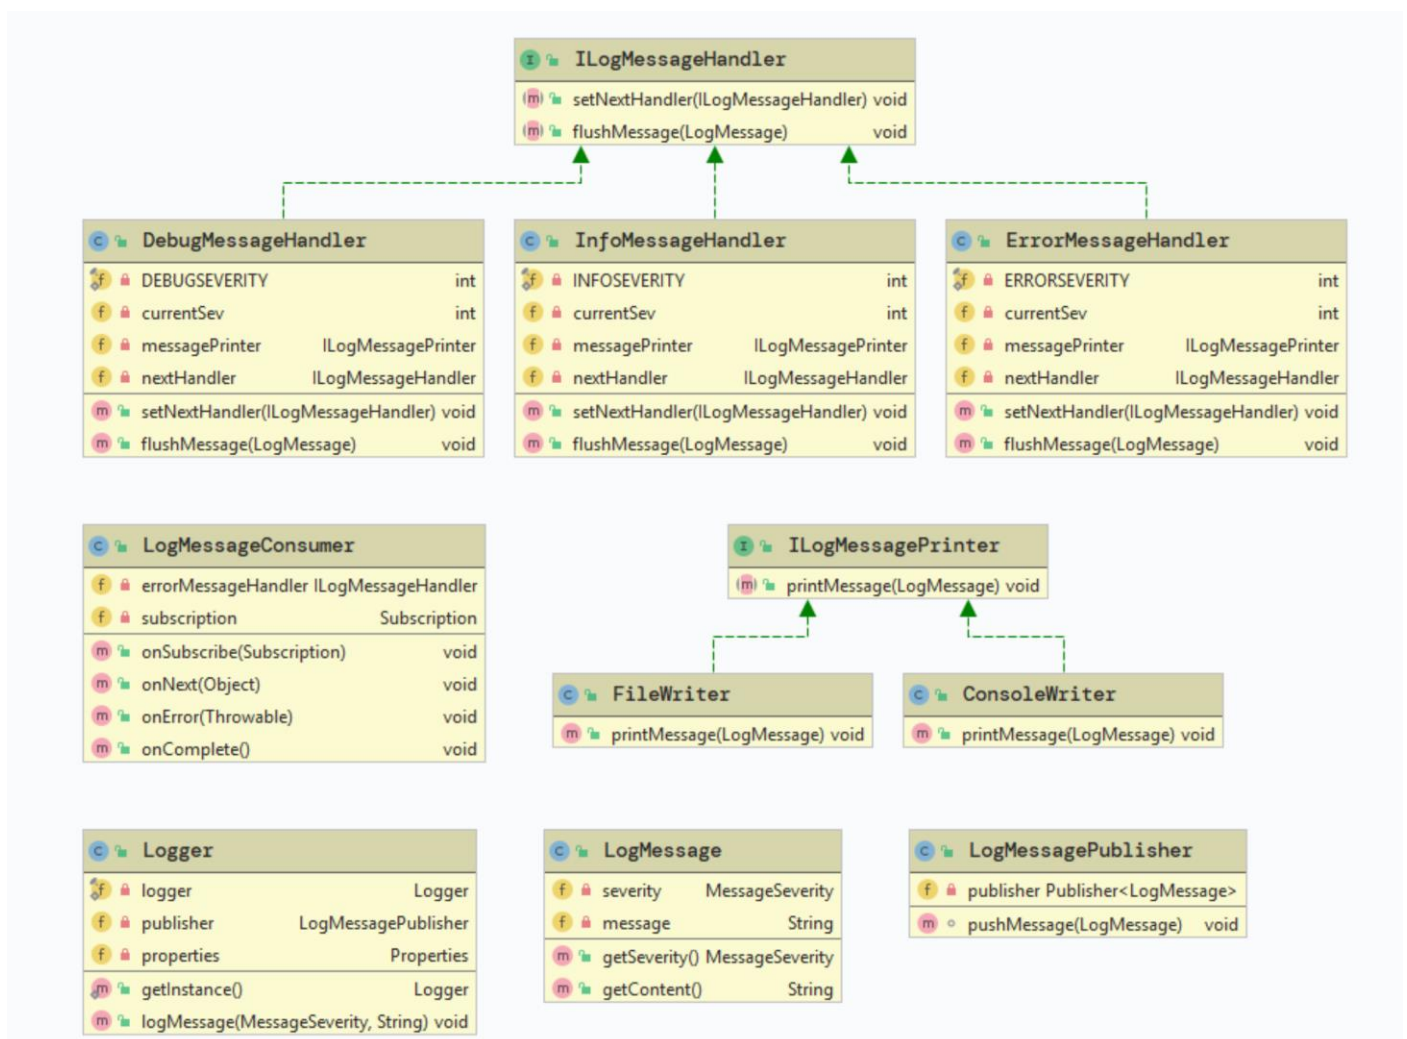 ILogMessageHandler
setNextHandler(ILogMessageHandler) void
flushMessage(LogMessage) void
DebugMessageHandler
DEBUGSEVERITY int
currentSev int
messagePrinter ILogMessagePrinter
nextHandler ILogMessageHandler
setNextHandler(ILogMessageHandler) void
flushMessage(LogMessage) void
InfoMessageHandler
INFOSEVERITY int
currentSev int
messagePrinter ILogMessagePrinter
nextHandler ILogMessageHandler
setNextHandler(ILogMessageHandler) void
flushMessage(LogMessage) void
ErrorMessageHandler
ERRORSEVERITY int
currentSev int
messagePrinter ILogMessagePrinter
nextHandler ILogMessageHandler
setNextHandler(ILogMessageHandler) void
flushMessage(LogMessage) void
LogMessageConsumer
errorMessageHandler ILogMessageHandler
subscription Subscription
onSubscribe(Subscription) void
onNext(Object) void
onError(Throwable) void
onComplete() void
ILogMessagePrinter
printMessage(LogMessage) void
FileWriter
printMessage(LogMessage) void
ConsoleWriter
printMessage(LogMessage) void
Logger
logger Logger
publisher LogMessagePublisher
properties Properties
getInstance() Logger
logMessage(MessageSeverity, String) void
LogMessage
severity MessageSeverity
message String
getSeverity() MessageSeverity
getContent() String
LogMessagePublisher
publisher Publisher<LogMessage>
pushMessage(LogMessage) void